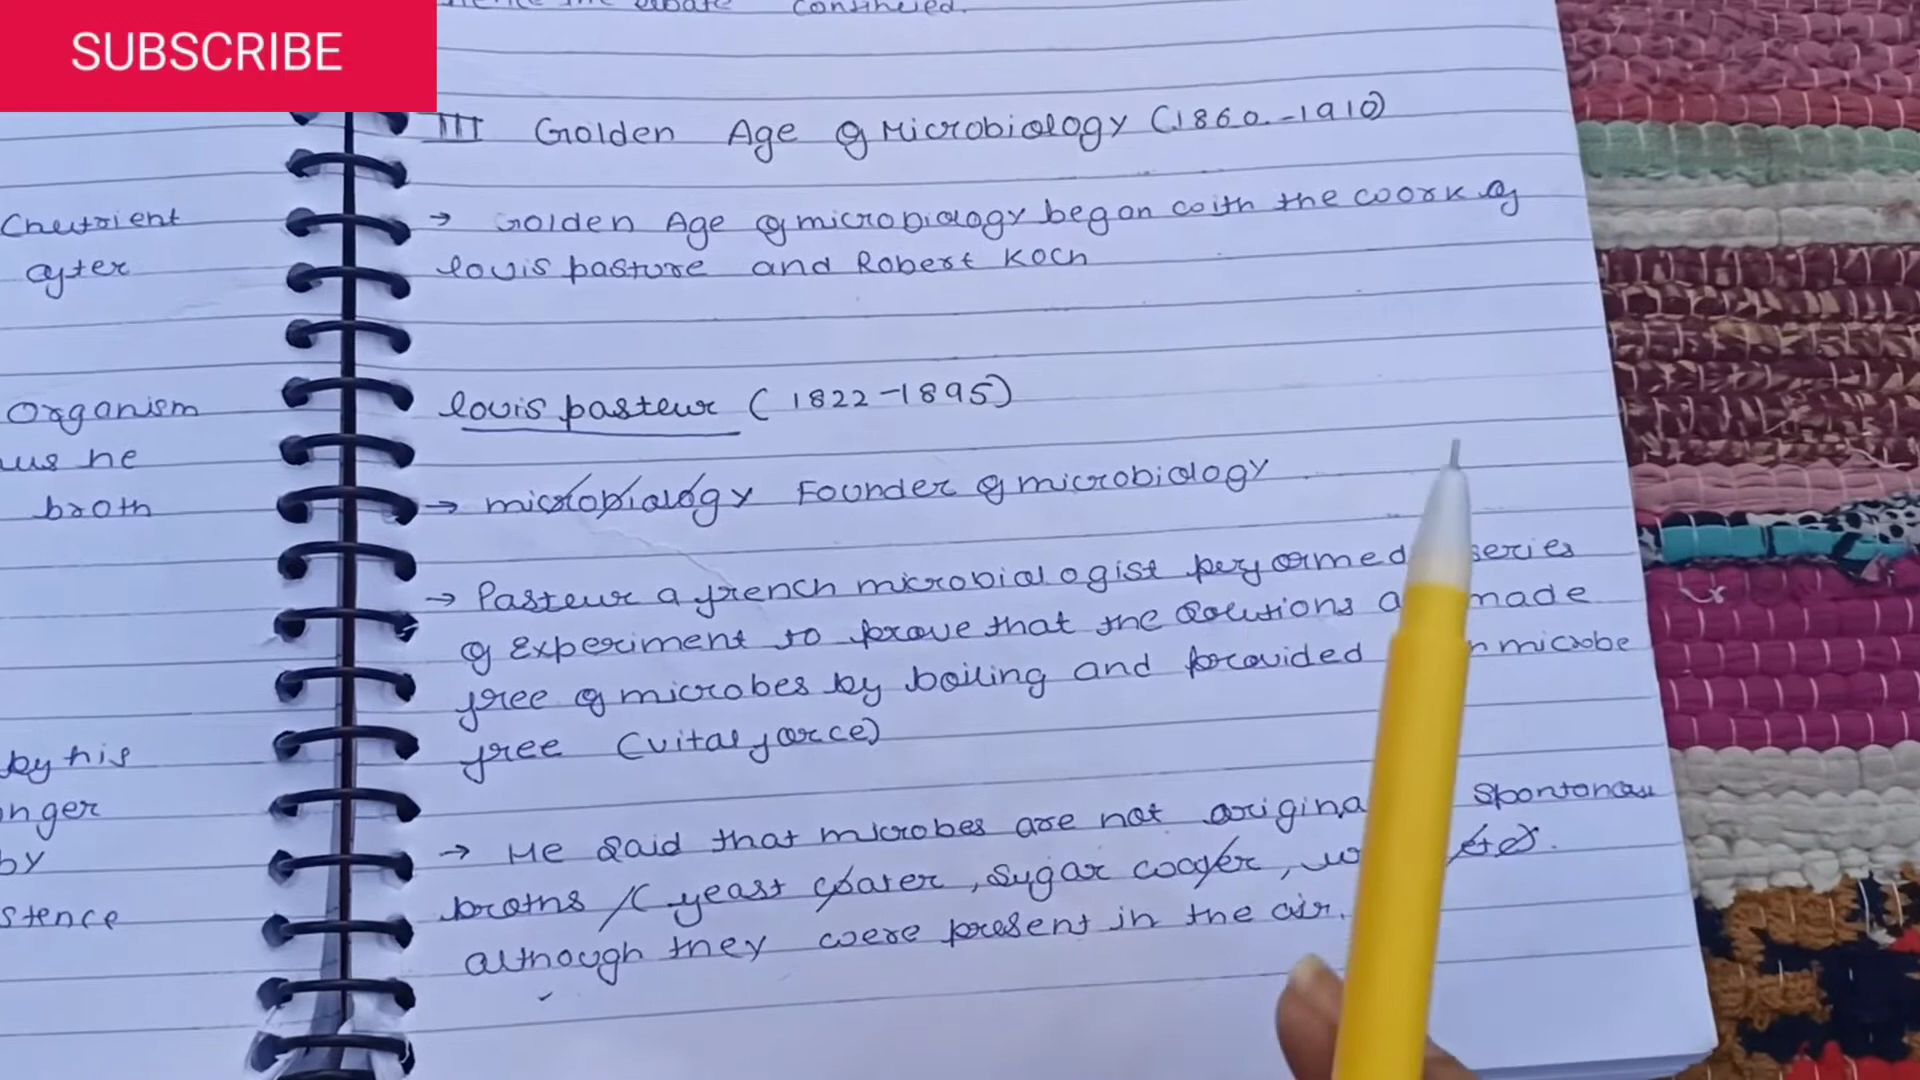 SUBSCRIBE
the debate continued.
III Golden Age of Microbiology (1860-1910)
→ Golden Age of microbiology began with the work of
louis pasture and Robert Koch
louis pasteur (1822-1895)
→ microbiology Founder of microbiology
→ Pasteur a french microbiologist performed series
of Experiment to prove that the solutions made
free of microbes by boiling and provided microbe
free (vital force)
→ He said that microbes are not spontaneous
broths ( yeast water, sugar water,
although they were present in the air.
after
Organism
he
broth
by his
by